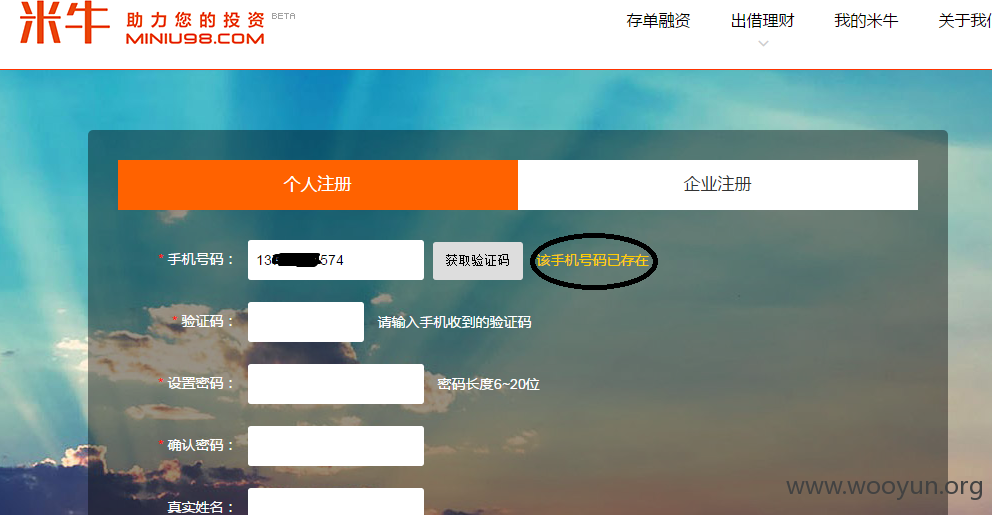 米牛 助力您的投资 BETA
MINIU98.COM
存单融资 出借理财 我的米牛 关于我
个人注册 企业注册
* 手机号码： 13 574 获取验证码 该手机号码已存在
* 验证码： 请输入手机收到的验证码
* 设置密码： 密码长度6~20位
* 确认密码：
真实姓名：
www.wooyun.org